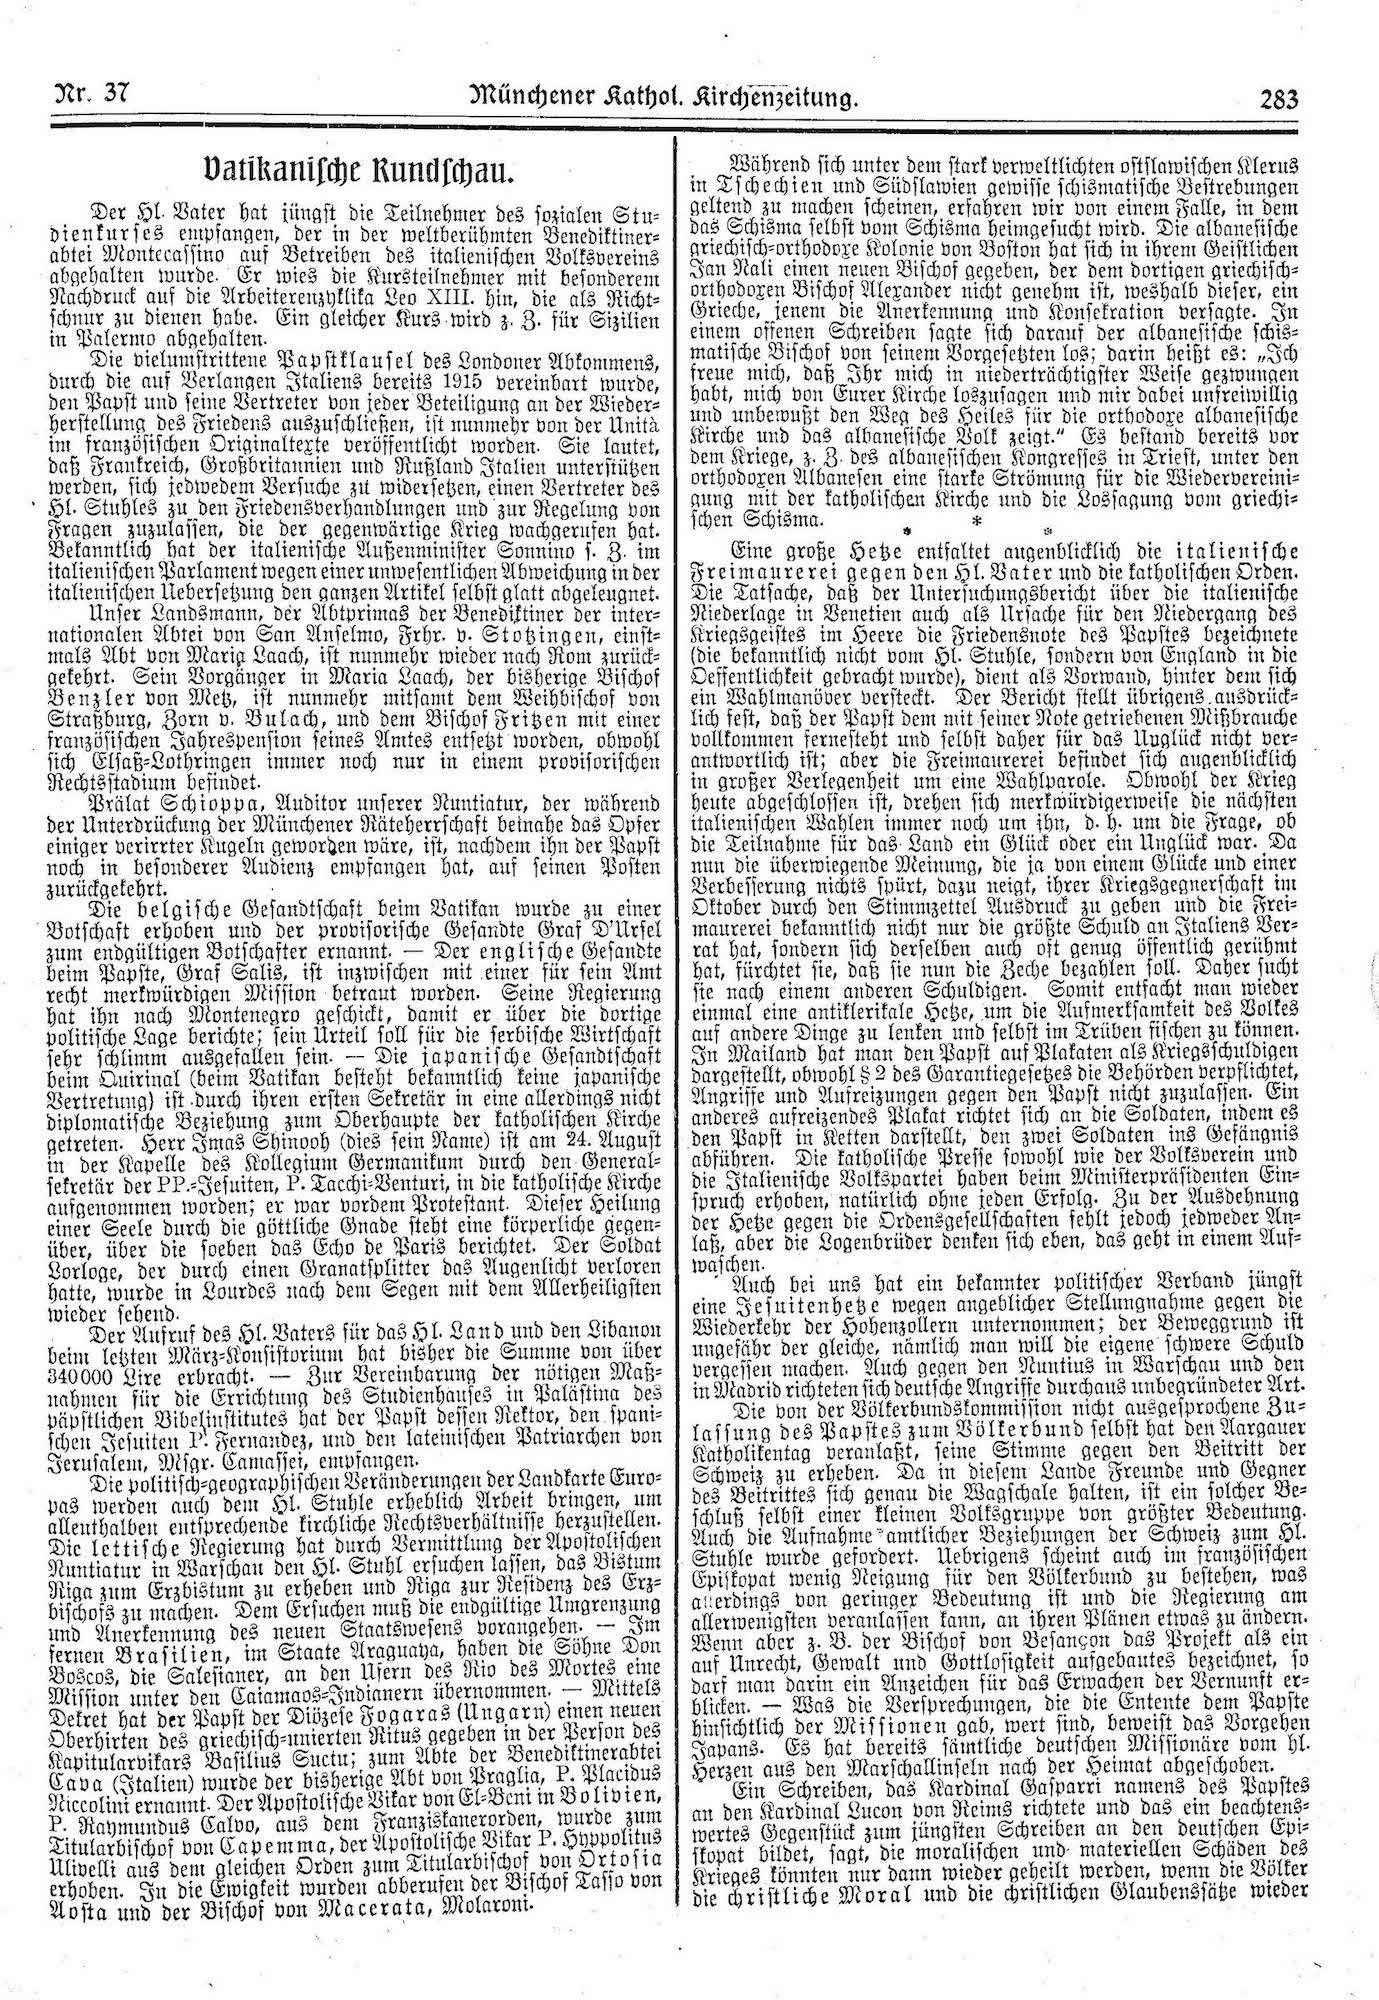 Nr. 37
Münchener Kathol. Kirchenzeitung.
283
Vatikanische Rundschau.
Der Hl. Vater hat jüngst die Teilnehmer des sozialen Stu-
dienkurses empfangen, der in der weltberühmten Benediktiner-
abtei Montecassino auf Betreiben des italienischen Volksvereins
abgehalten wurde. Er wies die Kursteilnehmer mit besonderem
Nachdruck auf die Arbeiterenzyklika Leo XIII. hin, die als Richt-
schnur zu dienen habe. Ein gleicher Kurs wird z. Z. für Sizilien
in Palermo abgehalten.
Die vielumstrittene Papstklausel des Londoner Abkommens,
durch die auf Verlangen Italiens bereits 1915 vereinbart wurde,
den Papst und seine Vertreter von jeder Beteiligung an der Wieder-
herstellung des Friedens auszuschließen, ist nunmehr von der Unità
im französischen Originaltexte veröffentlicht worden. Sie lautet,
daß Frankreich, Großbritannien und Rußland Italien unterstützen
werden, sich jedwedem Versuche zu widersetzen, einen Vertreter des
Hl. Stuhles zu den Friedensverhandlungen und zur Regelung von
Fragen zuzulassen, die der gegenwärtige Krieg wachgerufen hat.
Bekanntlich hat der italienische Außenminister Sonnino s. Z. im
italienischen Parlament wegen einer unwesentlichen Abweichung in der
italienischen Uebersetzung den ganzen Artikel selbst glatt abgeleugnet.
Unser Landsmann, der Abtprimas der Benediktiner der inter-
nationalen Abtei von San Anselmo, Frhr. v. Stotzingen, einst-
mals Abt von Maria Laach, ist nunmehr wieder nach Rom zurück-
gekehrt. Sein Vorgänger in Maria Laach, der bisherige Bischof
Benzler von Metz, ist nunmehr mitsamt dem Weihbischof von
Straßburg, Zorn v. Bulach, und dem Bischof Fritzen mit einer
französischen Jahrespension seines Amtes entsetzt worden, obwohl
sich Elsaß-Lothringen immer noch nur in einem provisorischen
Rechtsstadium befindet.
Prälat Schioppa, Auditor unserer Nuntiatur, der während
der Unterdrückung der Münchener Räteherrschaft beinahe das Opfer
einiger verirrter Kugeln geworden wäre, ist, nachdem ihn der Papst
noch in besonderer Audienz empfangen hat, auf seinen Posten
zurückgekehrt.
Die belgische Gesandtschaft beim Vatikan wurde zu einer
Botschaft erhoben und der provisorische Gesandte Graf D'Ursel
zum endgültigen Botschafter ernannt. — Der englische Gesandte
beim Papste, Graf Salis, ist inzwischen mit einer für sein Amt
recht merkwürdigen Mission betraut worden. Seine Regierung
hat ihn nach Montenegro geschickt, damit er über die dortige
politische Lage berichte; sein Urteil soll für die serbische Wirtschaft
sehr schlimm ausgefallen sein. — Die japanische Gesandtschaft
beim Quirinal (beim Vatikan besteht bekanntlich keine japanische
Vertretung) ist durch ihren ersten Sekretär in eine allerdings nicht
diplomatische Beziehung zum Oberhaupte der katholischen Kirche
getreten. Herr Imas Shinooh (dies sein Name) ist am 24. August
in der Kapelle des Kollegium Germanikum durch den General-
sekretär der PP.-Jesuiten, P. Tacchi-Venturi, in die katholische Kirche
aufgenommen worden; er war vordem Protestant. Dieser Heilung
einer Seele durch die göttliche Gnade steht eine körperliche gegen-
über, über die soeben das Echo de Paris berichtet. Der Soldat
Lorloge, der durch einen Granatsplitter das Augenlicht verloren
hatte, wurde in Lourdes nach dem Segen mit dem Allerheiligsten
wieder sehend.
Der Aufruf des Hl. Vaters für das Hl. Land und den Libanon
beim letzten März-Konsistorium hat bisher die Summe von über
340000 Lire erbracht. — Zur Vereinbarung der nötigen Maß-
nahmen für die Errichtung des Studienhauses in Palästina des
päpstlichen Bibelinstitutes hat der Papst dessen Rektor, den spani-
schen Jesuiten P. Fernandez, und den lateinischen Patriarchen von
Jerusalem, Msgr. Camassei, empfangen.
Die politisch-geographischen Veränderungen der Landkarte Euro-
pas werden auch dem Hl. Stuhle erheblich Arbeit bringen, um
allenthalben entsprechende kirchliche Rechtsverhältnisse herzustellen.
Die lettische Regierung hat durch Vermittlung der Apostolischen
Nuntiatur in Warschau den Hl. Stuhl ersuchen lassen, das Bistum
Riga zum Erzbistum zu erheben und Riga zur Residenz des Erz-
bischofs zu machen. Dem Ersuchen muß die endgültige Umgrenzung
und Anerkennung des neuen Staatswesens vorangehen. — Im
fernen Brasilien, im Staate Araguaya, haben die Söhne Don
Boscos, die Salesianer, an den Ufern des Rio des Mortes eine
Mission unter den Caiamaos-Indianern übernommen. — Mittels
Dekret hat der Papst der Diözese Fogaras (Ungarn) einen neuen
Oberhirten des griechisch-unierten Ritus gegeben in der Person des
Kapitularvikars Basilius Suctu; zum Abte der Benediktinerabtei
Cava (Italien) wurde der bisherige Abt von Praglia, P. Placidus
Niccolini ernannt. Der Apostolische Vikar von El-Beni in Bolivien,
P. Raymundus Calvo, aus dem Franziskanerorden, wurde zum
Titularbischof von Capemma, der Apostolische Vikar P. Hyppolitus
Ulivelli aus dem gleichen Orden zum Titularbischof von Ortosia
erhoben. In die Ewigkeit wurden abberufen der Bischof Tasso von
Aosta und der Bischof von Macerata, Molaroni.
Während sich unter dem stark verweltlichten ostslawischen Klerus
in Tschechien und Südslawien gewisse schismatische Bestrebungen
geltend zu machen scheinen, erfahren wir von einem Falle, in dem
das Schisma selbst vom Schisma heimgesucht wird. Die albanesische
griechisch-orthodoxe Kolonie von Boston hat sich in ihrem Geistlichen
Jan Nali einen neuen Bischof gegeben, der dem dortigen griechisch-
orthodoxen Bischof Alexander nicht genehm ist, weshalb dieser, ein
Grieche, jenem die Anerkennung und Konsekration versagte. In
einem offenen Schreiben sagte sich darauf der albanesische schis-
matische Bischof von seinem Vorgesetzten los; darin heißt es: „Ich
freue mich, daß Ihr mich in niederträchtigster Weise gezwungen
habt, mich von Eurer Kirche loszusagen und mir dabei unfreiwillig
und unbewußt den Weg des Heiles für die orthodoxe albanesische
Kirche und das albanesische Volk zeigt.“ Es bestand bereits vor
dem Kriege, z. Z. des albanesischen Kongresses in Triest, unter den
orthodoxen Albanesen eine starke Strömung für die Wiedervereini-
gung mit der katholischen Kirche und die Lossagung vom griechi-
schen Schisma.
* * *
Eine große Hetze entfaltet augenblicklich die italienische
Freimaurerei gegen den Hl. Vater und die katholischen Orden.
Die Tatsache, daß der Untersuchungsbericht über die italienische
Niederlage in Venetien auch als Ursache für den Niedergang des
Kriegsgeistes im Heere die Friedensnote des Papstes bezeichnete
(die bekanntlich nicht vom Hl. Stuhle, sondern von England in die
Oeffentlichkeit gebracht wurde), dient als Vorwand, hinter dem sich
ein Wahlmanöver versteckt. Der Bericht stellt übrigens ausdrück-
lich fest, daß der Papst dem mit seiner Note getriebenen Mißbrauche
vollkommen fernesteht und selbst daher für das Unglück nicht ver-
antwortlich ist; aber die Freimaurerei befindet sich augenblicklich
in großer Verlegenheit um eine Wahlparole. Obwohl der Krieg
heute abgeschlossen ist, drehen sich merkwürdigerweise die nächsten
italienischen Wahlen immer noch um ihn, d. h. um die Frage, ob
die Teilnahme für das Land ein Glück oder ein Unglück war. Da
nun die überwiegende Meinung, die ja von einem Glücke und einer
Verbesserung nichts spürt, dazu neigt, ihrer Kriegsgegnerschaft im
Oktober durch den Stimmzettel Ausdruck zu geben und die Frei-
maurerei bekanntlich nicht nur die größte Schuld an Italiens Ver-
rat hat, sondern sich derselben auch oft genug öffentlich gerühmt
hat, fürchtet sie, daß sie nun die Zeche bezahlen soll. Daher sucht
sie nach einem anderen Schuldigen. Somit entfacht man wieder
einmal eine antiklerikale Hetze, um die Aufmerksamkeit des Volkes
auf andere Dinge zu lenken und selbst im Trüben fischen zu können.
In Mailand hat man den Papst auf Plakaten als Kriegsschuldigen
dargestellt, obwohl § 2 des Garantiegesetzes die Behörden verpflichtet,
Angriffe und Aufreizungen gegen den Papst nicht zuzulassen. Ein
anderes aufreizendes Plakat richtet sich an die Soldaten, indem es
den Papst in Ketten darstellt, den zwei Soldaten ins Gefängnis
abführen. Die katholische Presse sowohl wie der Volksverein und
die Italienische Volkspartei haben beim Ministerpräsidenten Ein-
spruch erhoben, natürlich ohne jeden Erfolg. Zu der Ausdehnung
der Hetze gegen die Ordensgesellschaften fehlt jedoch jedweder An-
laß, aber die Logenbrüder denken sich eben, das geht in einem Auf-
waschen.
Auch bei uns hat ein bekannter politischer Verband jüngst
eine Jesuitenhetze wegen angeblicher Stellungnahme gegen die
Wiederkehr der Hohenzollern unternommen; der Beweggrund ist
ungefähr der gleiche, nämlich man will die eigene schwere Schuld
vergessen machen. Auch gegen den Nuntius in Warschau und den
in Madrid richteten sich deutsche Angriffe durchaus unbegründeter Art.
Die von der Völkerbundskommission nicht ausgesprochene Zu-
lassung des Papstes zum Völkerbund selbst hat den Aargauer
Katholikentag veranlaßt, seine Stimme gegen den Beitritt der
Schweiz zu erheben. Da in diesem Lande Freunde und Gegner
des Beitrittes sich genau die Wagschale halten, ist ein solcher Be-
schluß selbst einer kleinen Volksgruppe von größter Bedeutung.
Auch die Aufnahme amtlicher Beziehungen der Schweiz zum Hl.
Stuhle wurde gefordert. Uebrigens scheint auch im französischen
Episkopat wenig Neigung für den Völkerbund zu bestehen, was
allerdings von geringer Bedeutung ist und die Regierung am
allerwenigsten veranlassen kann, an ihren Plänen etwas zu ändern.
Wenn aber z. B. der Bischof von Besançon das Projekt als ein
auf Unrecht, Gewalt und Gottlosigkeit aufgebautes bezeichnet, so
darf man darin ein Anzeichen für das Erwachen der Vernunft er-
blicken. — Was die Versprechungen, die die Entente dem Papste
hinsichtlich der Missionen gab, wert sind, beweist das Vorgehen
Japans. Es hat bereits sämtliche deutschen Missionäre vom hl.
Herzen aus den Marschallinseln nach der Heimat abgeschoben.
Ein Schreiben, das Kardinal Gasparri namens des Papstes
an den Kardinal Lucon von Reims richtete und das ein beachtens-
wertes Gegenstück zum jüngsten Schreiben an den deutschen Epi-
skopat bildet, sagt, die moralischen und materiellen Schäden des
Krieges könnten nur dann wieder geheilt werden, wenn die Völker
die christliche Moral und die christlichen Glaubenssätze wieder